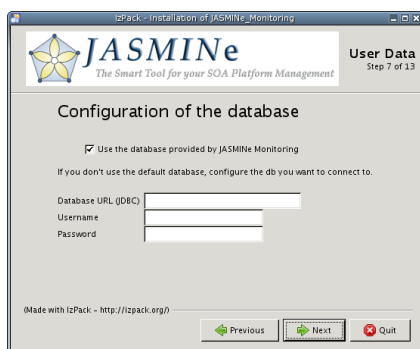 IzPack - Installation of JASMINe_Monitoring
JASMINe
The Smart Tool for your SOA Platform Management
User Data
Step 7 of 13
Configuration of the database
Use the database provided by JASMINe Monitoring
If you don't use the default database, configure the db you want to connect to.
Database URL (JDBC)
Username
Password
(Made with IzPack - http://izpack.org/)
Previous
Next
Quit